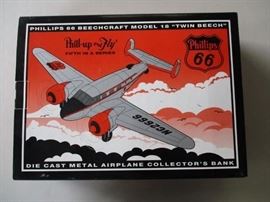 PHILLIPS 66 BEECHCRAFT MODEL 18 "TWIN BEECH"
Phill-up and Fly
FIFTH IN A SERIES
Phillips
66
NC2666
DIE CAST METAL AIRPLANE COLLECTOR'S BANK